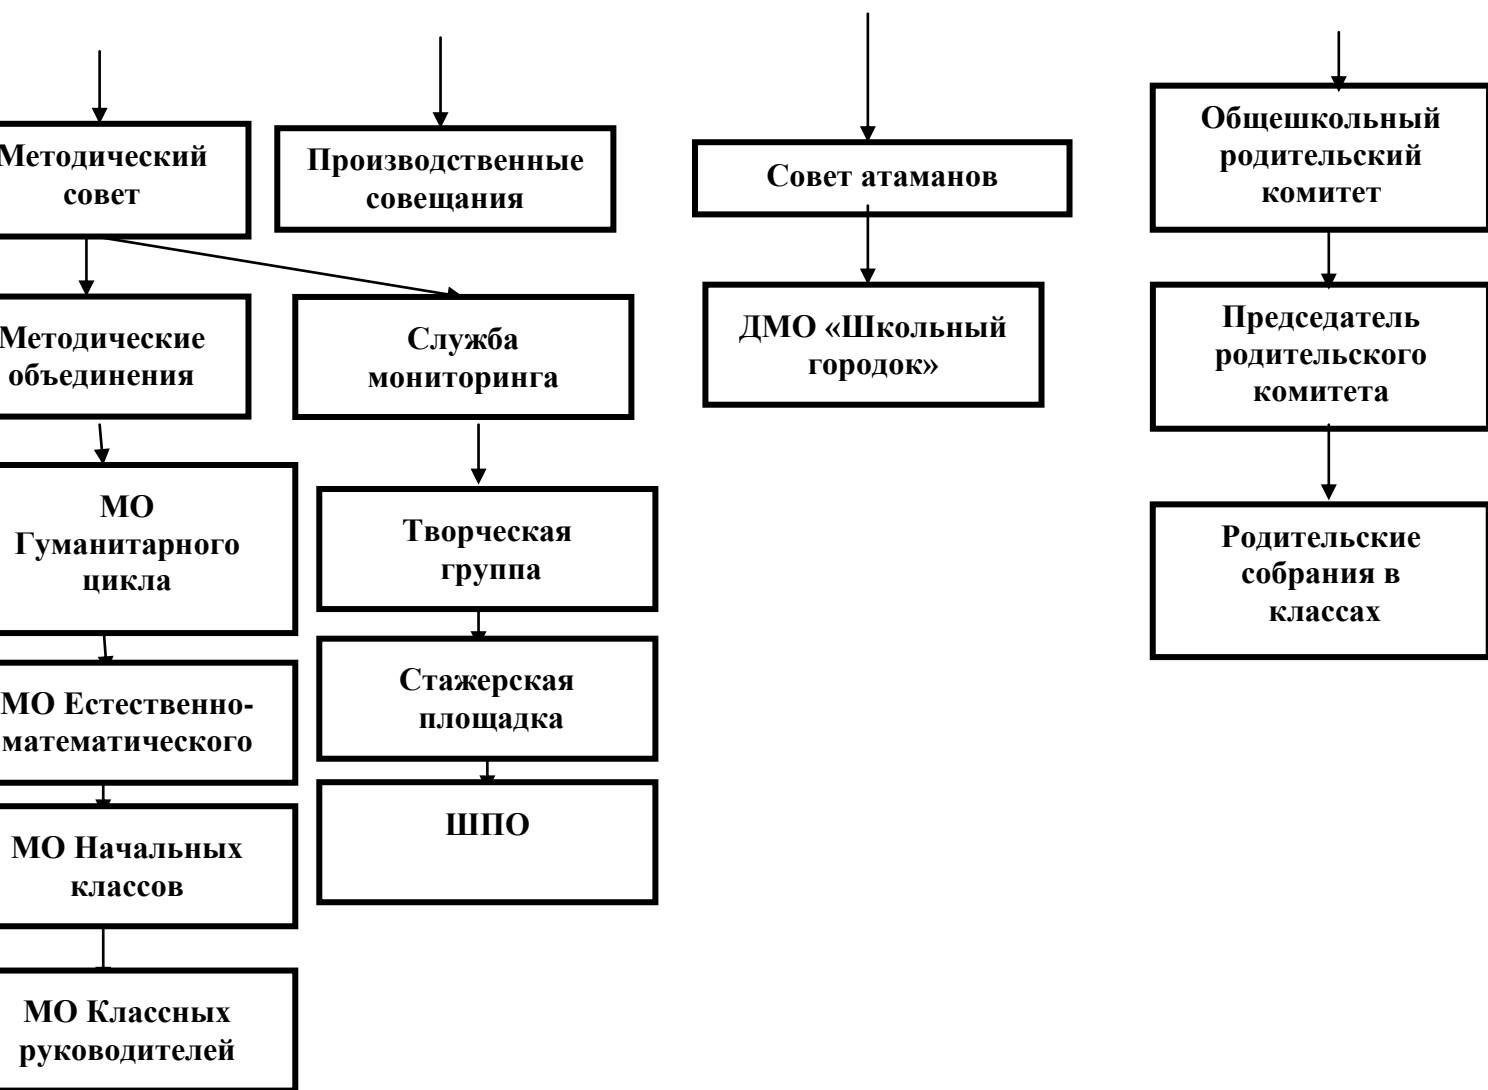 Методический
совет
Производственные
совещания
Совет атаманов
Общешкольный
родительский
комитет
Методические
объединения
Служба
мониторинга
ДМО «Школьный
городок»
Председатель
родительского
комитета
МО
Гуманитарного
цикла
Творческая
группа
Родительские
собрания в
классах
МО Естественно-
математического
Стажерская
площадка
МО Начальных
классов
ШПО
МО Классных
руководителей